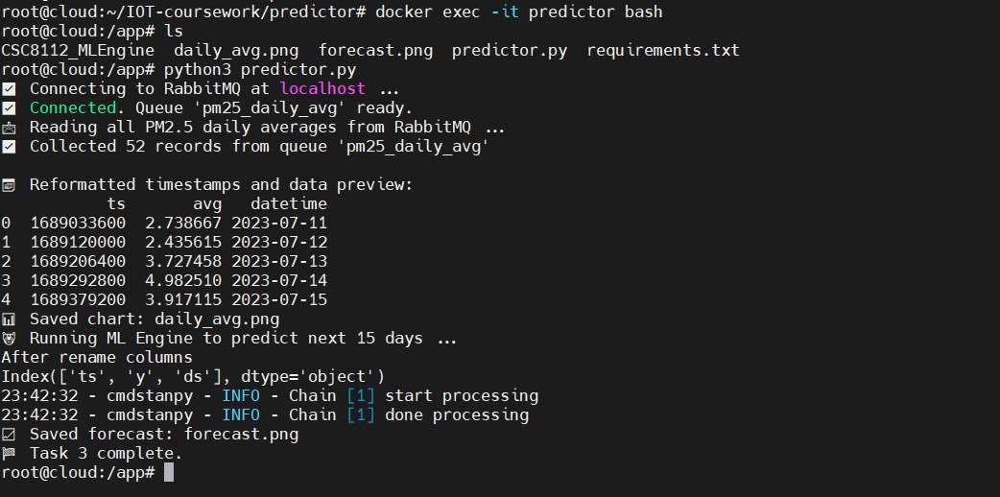 root@cloud:~/IOT-coursework/predictor# docker exec -it predictor bash
root@cloud:/app# ls
CSC8112_MLEngine  daily_avg.png  forecast.png  predictor.py  requirements.txt
root@cloud:/app# python3 predictor.py
✅ Connecting to RabbitMQ at localhost ...
✅ Connected. Queue 'pm25_daily_avg' ready.
📥 Reading all PM2.5 daily averages from RabbitMQ ...
✅ Collected 52 records from queue 'pm25_daily_avg'

📅 Reformatted timestamps and data preview:
           ts       avg   datetime
0  1689033600  2.738667 2023-07-11
1  1689120000  2.435615 2023-07-12
2  1689206400  3.727458 2023-07-13
3  1689292800  4.982510 2023-07-14
4  1689379200  3.917115 2023-07-15
📊 Saved chart: daily_avg.png
Running ML Engine to predict next 15 days ...
After rename columns
Index(['ts', 'y', 'ds'], dtype='object')
23:42:32 - cmdstanpy - INFO - Chain [1] start processing
23:42:32 - cmdstanpy - INFO - Chain [1] done processing
📈 Saved forecast: forecast.png
🏁 Task 3 complete.
root@cloud:/app#